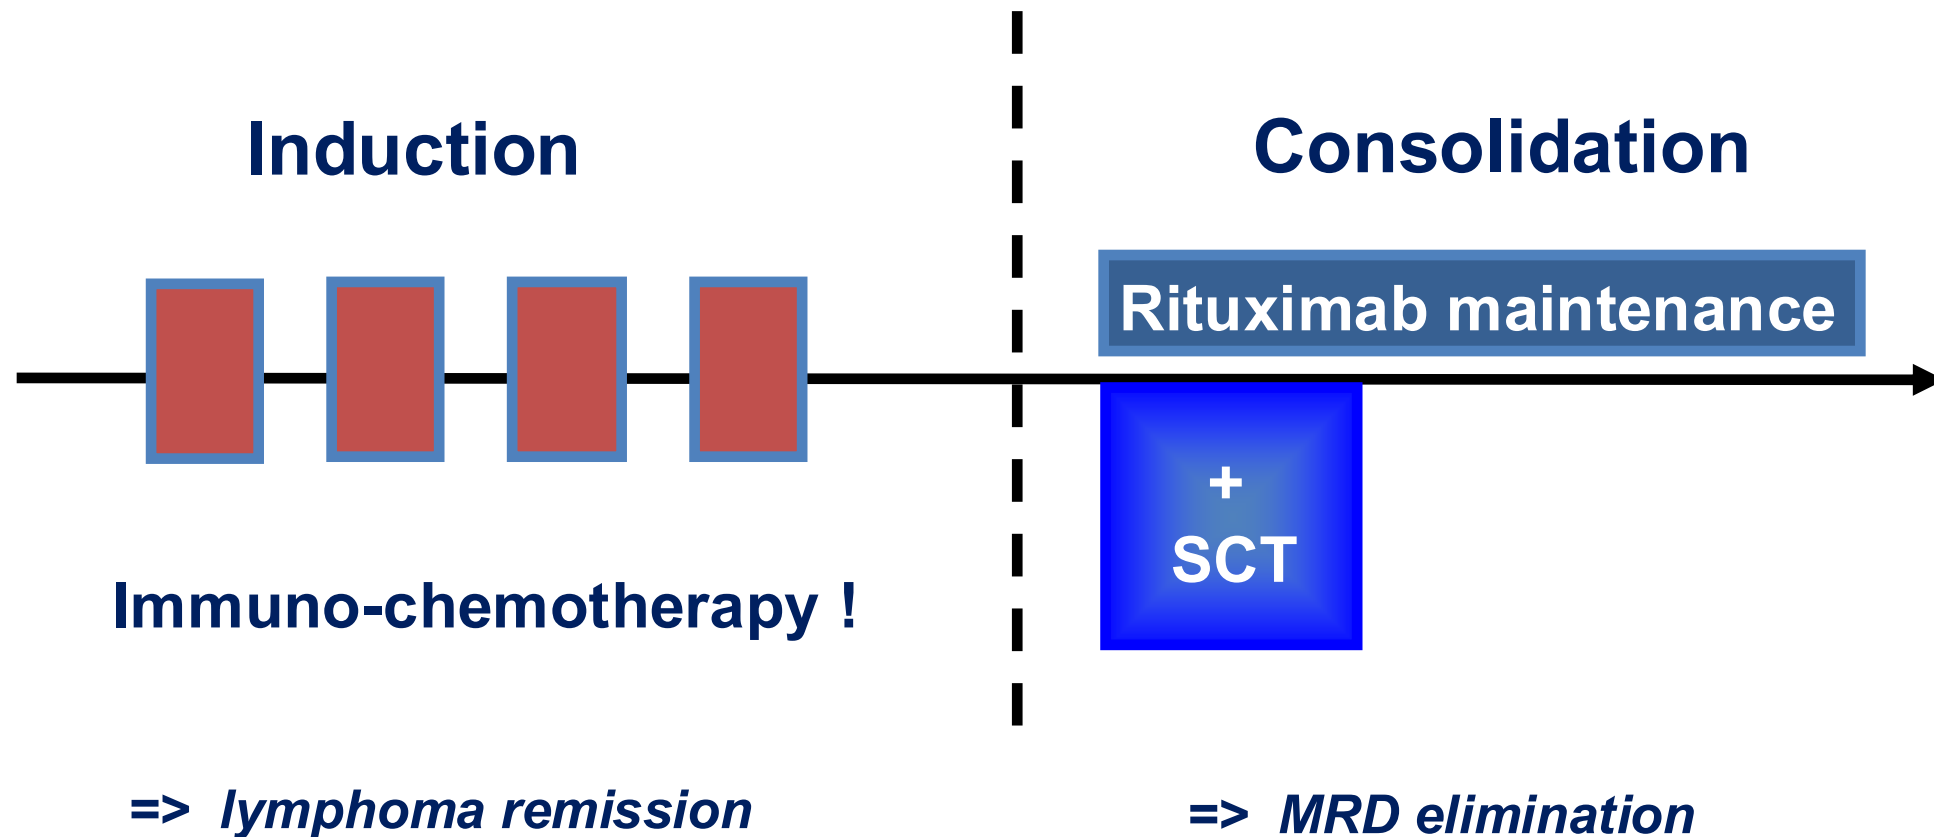 Induction
Immuno-chemotherapy !
=> lymphoma remission
Consolidation
Rituximab maintenance
+
SCT
=> MRD elimination